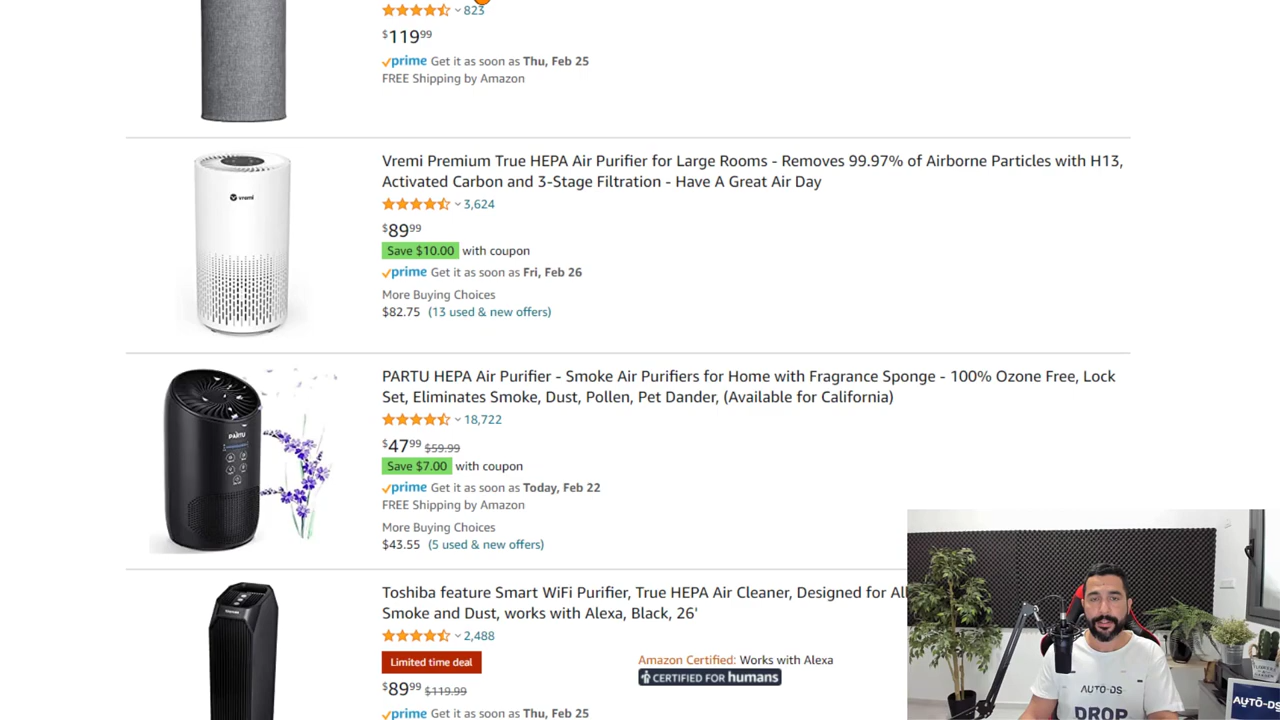 823
$119⁹⁹
prime Get it as soon as Thu, Feb 25
FREE Shipping by Amazon
Vremi Premium True HEPA Air Purifier for Large Rooms - Removes 99.97% of Airborne Particles with H13,
Activated Carbon and 3-Stage Filtration - Have A Great Air Day
3,624
$89⁹⁹
Save $10.00 with coupon
prime Get it as soon as Fri, Feb 26
More Buying Choices
$82.75 (13 used & new offers)
vremi
PARTU HEPA Air Purifier - Smoke Air Purifiers for Home with Fragrance Sponge - 100% Ozone Free, Lock
Set, Eliminates Smoke, Dust, Pollen, Pet Dander, (Available for California)
18,722
$47⁹⁹ $59.99
Save $7.00 with coupon
prime Get it as soon as Today, Feb 22
FREE Shipping by Amazon
More Buying Choices
$43.55 (5 used & new offers)
PARTU
Toshiba feature Smart WiFi Purifier, True HEPA Air Cleaner, Designed for All
Smoke and Dust, works with Alexa, Black, 26'
2,488
Limited time deal
Amazon Certified: Works with Alexa
CERTIFIED FOR humans
$89⁹⁹ $119.99
prime Get it as soon as Thu, Feb 25
AUTO-DS
DROP
AUTO-DS